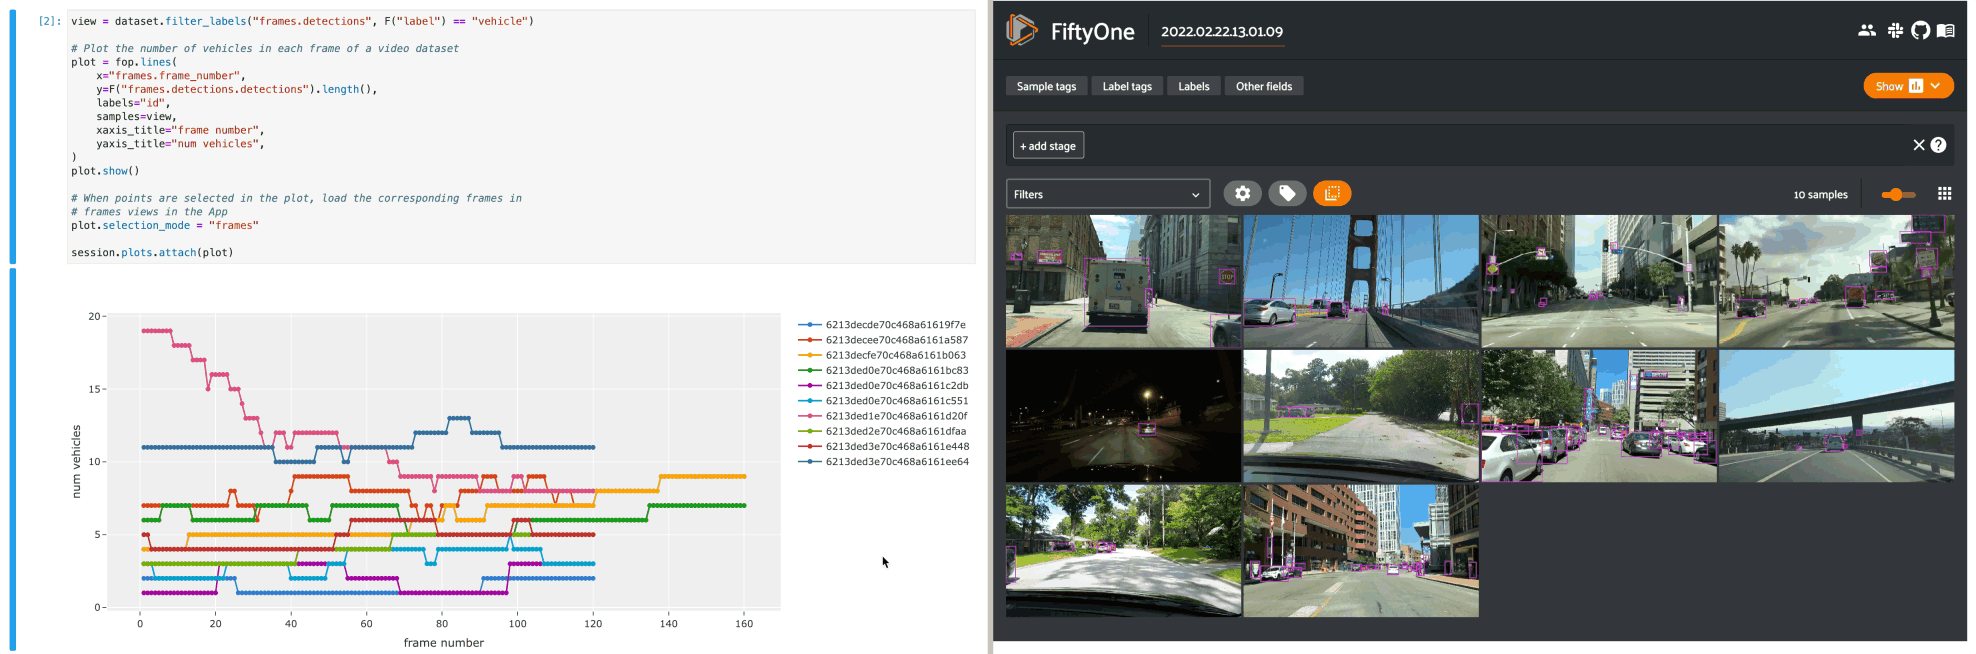 [2]: view = dataset.filter_labels("frames.detections", F("label") == "vehicle")
# Plot the number of vehicles in each frame of a video dataset
plot = fop.lines(
x="frames.frame_number",
y=F("frames.detections.detections").length(),
labels="id",
samples=view,
xaxis_title="frame number",
yaxis_title="num vehicles",
)
plot.show()
# When points are selected in the plot, load the corresponding frames in
# frames views in the App
plot.selection_mode = "frames"
session.plots.attach(plot)
20
15
10
5
0
num vehicles
0 20 40 60 80 100 120 140 160
frame number
6213decde70c468a61619f7e
6213decee70c468a6161a587
6213decfe70c468a6161b063
6213ded0e70c468a6161bc83
6213ded0e70c468a6161c2db
6213ded0e70c468a6161c551
6213ded1e70c468a6161d20f
6213ded2e70c468a6161dfaa
6213ded3e70c468a6161e448
6213ded3e70c468a6161ee64
FiftyOne 2022.02.22.13.01.09
Sample tags Label tags Labels Other fields Show
+ add stage
Filters 10 samples
STOP